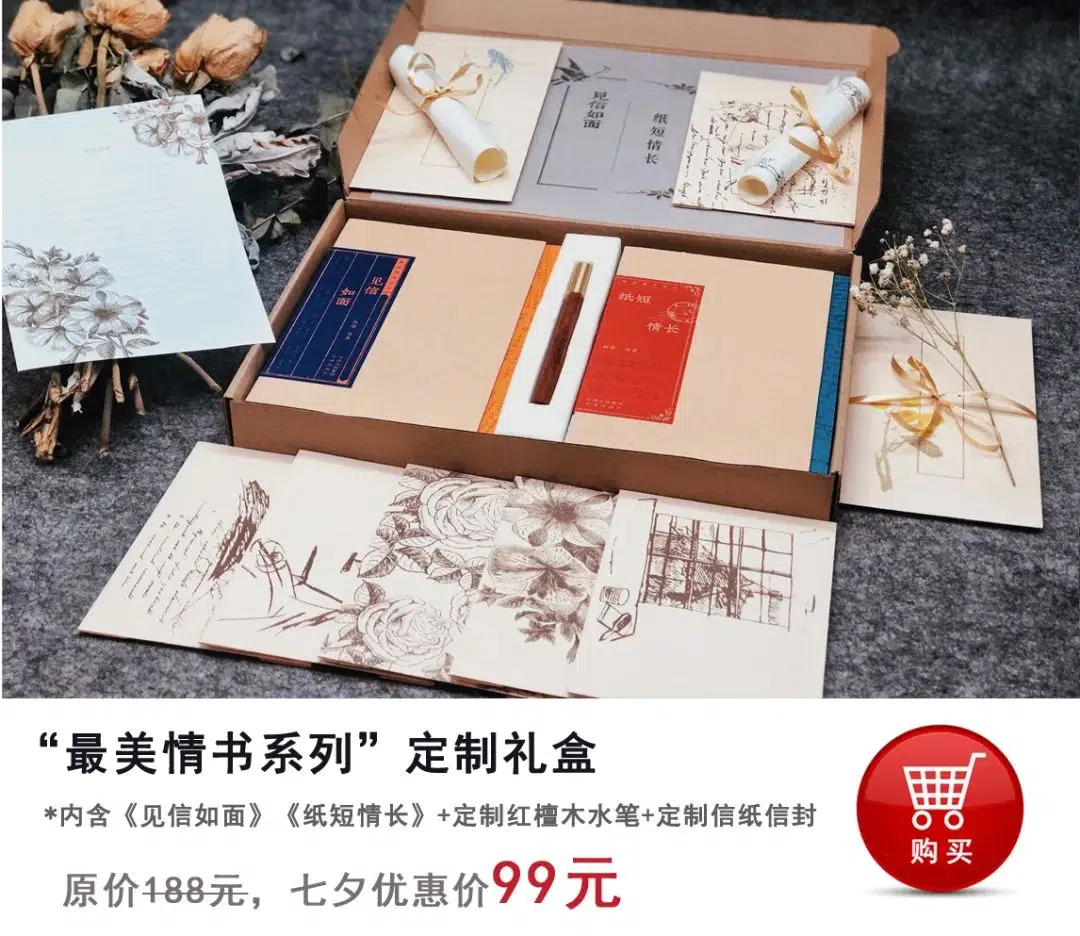 见信如面
纸短情长
见信
如面
纸短
情长
“最美情书系列”定制礼盒
*内含《见信如面》《纸短情长》+定制红檀木水笔+定制信纸信封
原价188元，七夕优惠价99元
购买